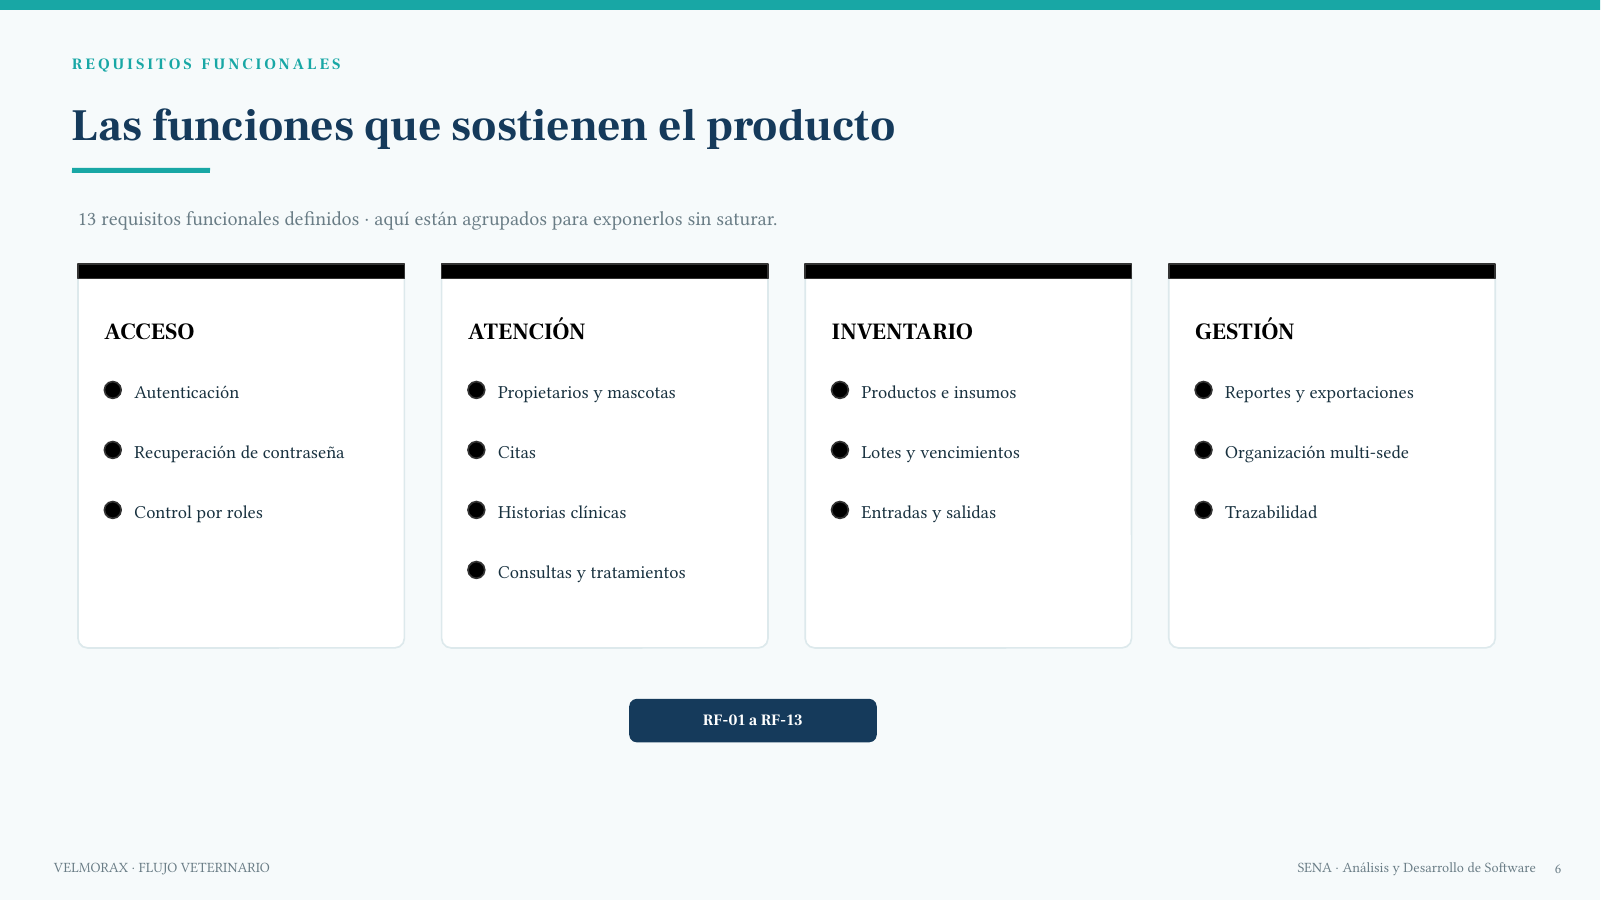 REQUISITOS FUNCIONALES
Las funciones que sostienen el producto
13 requisitos funcionales definidos · aquí están agrupados para exponerlos sin saturar.
ACCESO
Autenticación
Recuperación de contraseña
Control por roles
ATENCIÓN
Propietarios y mascotas
Citas
Historias clínicas
Consultas y tratamientos
INVENTARIO
Productos e insumos
Lotes y vencimientos
Entradas y salidas
GESTIÓN
Reportes y exportaciones
Organización multi-sede
Trazabilidad
RF-01 a RF-13
VELMORAX · FLUJO VETERINARIO
SENA · Análisis y Desarrollo de Software 6